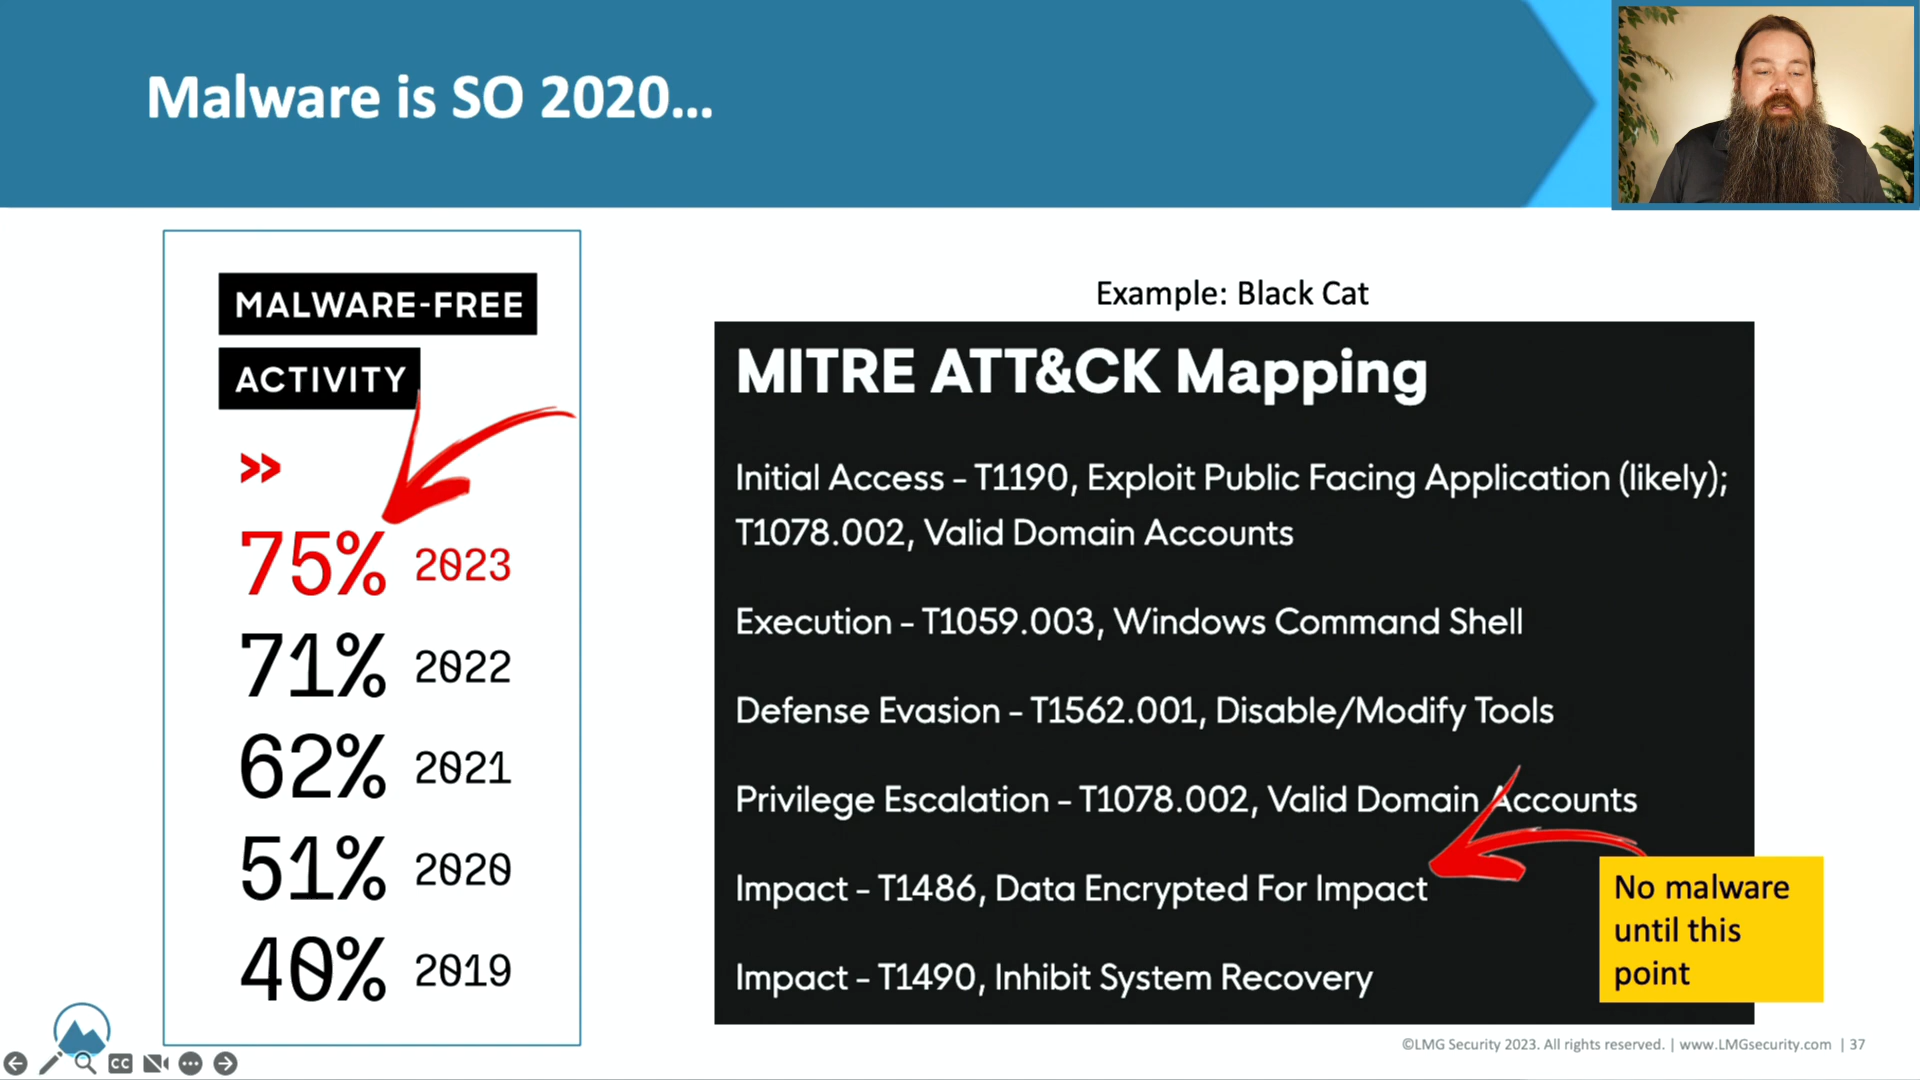 Malware is SO 2020...
MALWARE-FREE
ACTIVITY
>>
75% 2023
71% 2022
62% 2021
51% 2020
40% 2019
Example: Black Cat
MITRE ATT&CK Mapping
Initial Access - T1190, Exploit Public Facing Application (likely);
T1078.002, Valid Domain Accounts
Execution - T1059.003, Windows Command Shell
Defense Evasion - T1562.001, Disable/Modify Tools
Privilege Escalation - T1078.002, Valid Domain Accounts
Impact - T1486, Data Encrypted For Impact
Impact - T1490, Inhibit System Recovery
No malware
until this
point
©LMG Security 2023. All rights reserved. | www.LMGsecurity.com | 37
CC